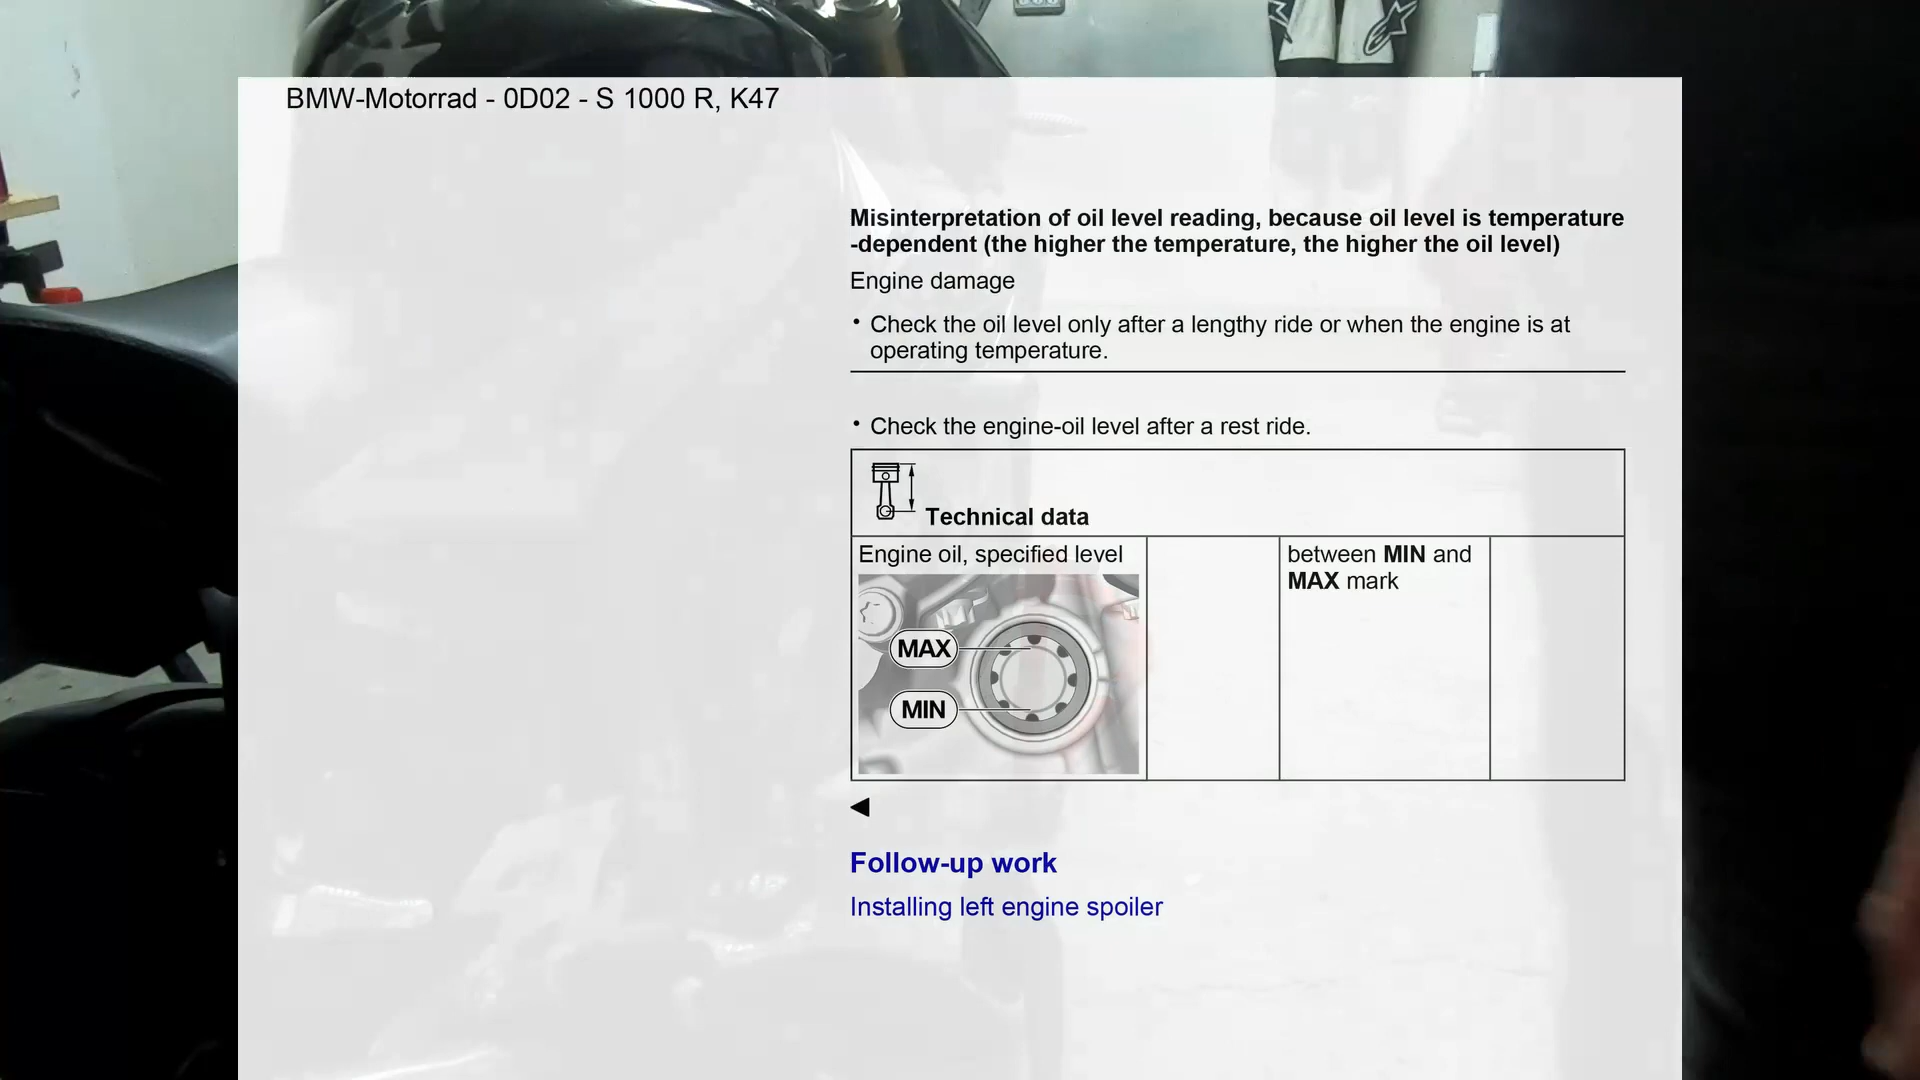 BMW-Motorrad - 0D02 - S 1000 R, K47
Misinterpretation of oil level reading, because oil level is temperature
-dependent (the higher the temperature, the higher the oil level)
Engine damage
• Check the oil level only after a lengthy ride or when the engine is at
operating temperature.
• Check the engine-oil level after a rest ride.
Technical data
Engine oil, specified level
between MIN and
MAX mark
MAX
MIN
Follow-up work
Installing left engine spoiler